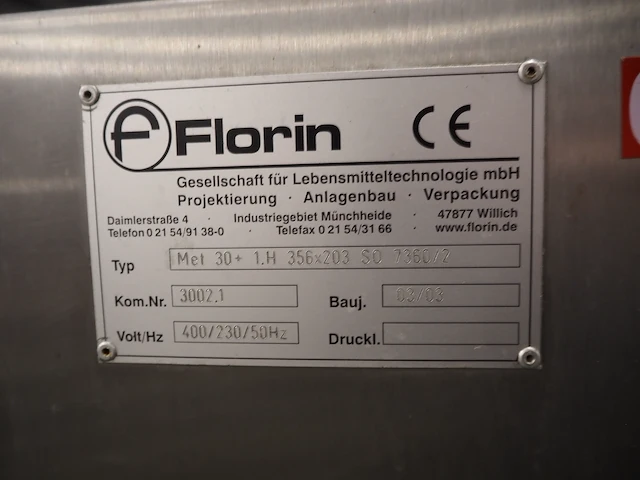 Florin CE
Gesellschaft für Lebensmitteltechnologie mbH
Projektierung · Anlagenbau · Verpackung
Daimlerstraße 4 · Industriegebiet Münchheide · 47877 Willich
Telefon 0 21 54/91 38-0 · Telefax 0 21 54/31 66 · www.florin.de
Typ Met 30+ 1.H 356x203 SO 7360/2
Kom.Nr. 3002.1 Bauj. 02/03
Volt/Hz 400/230/50Hz Druckl.